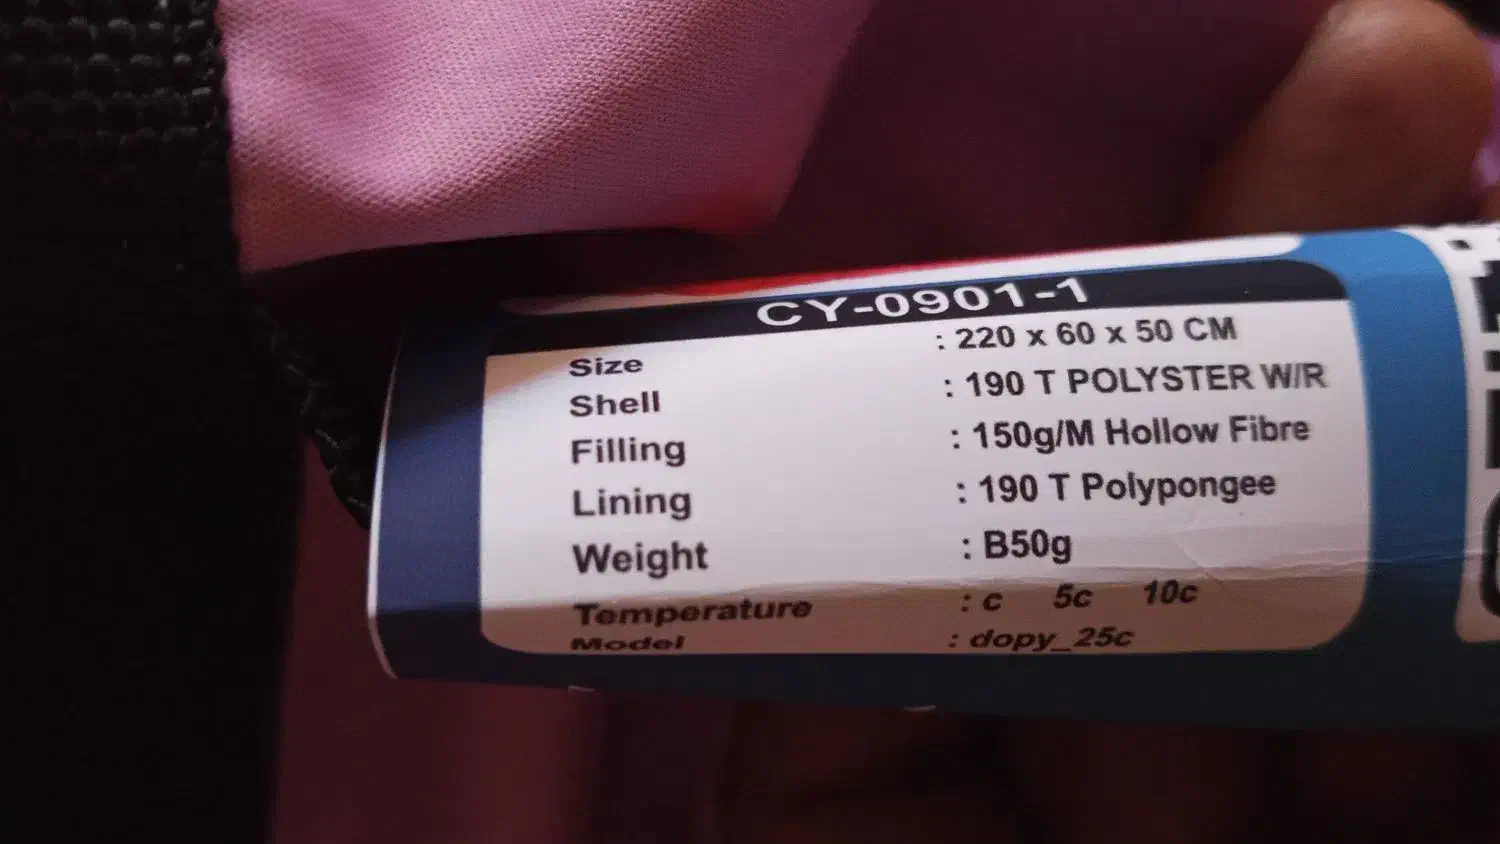 CY-0901-1
Size : 220 x 60 x 50 CM
Shell : 190 T POLYSTER W/R
Filling : 150g/M Hollow Fibre
Lining : 190 T Polypongee
Weight : B50g
Temperature : c 5c 10c
Model : dopy_25c